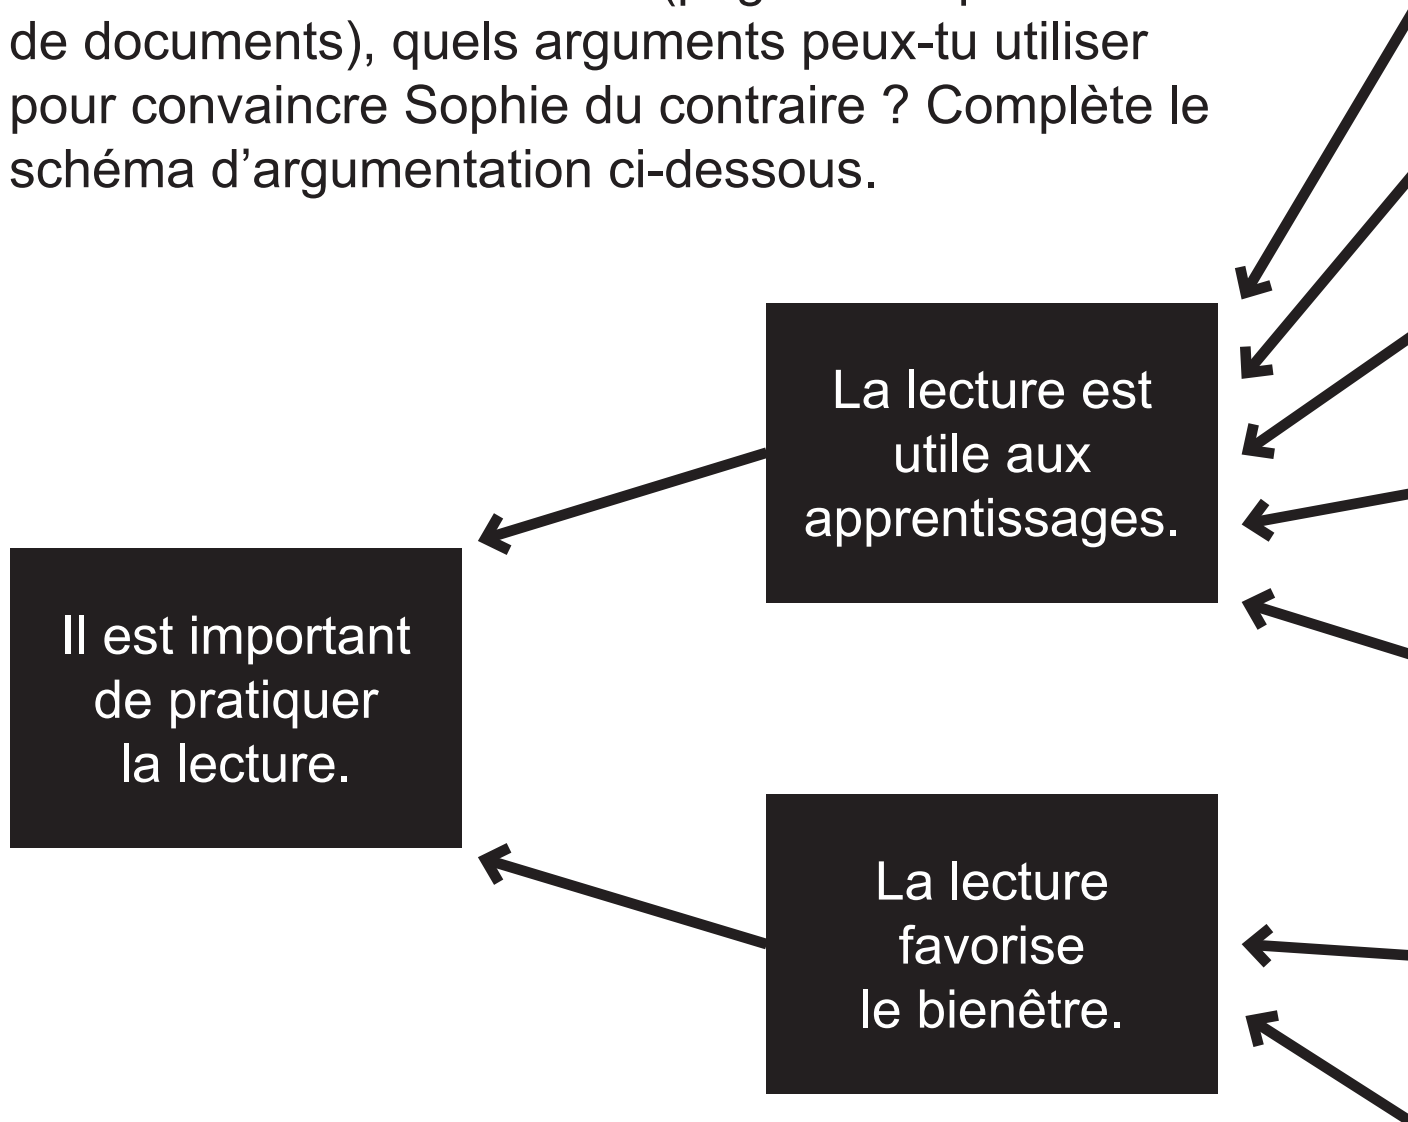 de documents), quels arguments peux-tu utiliser
pour convaincre Sophie du contraire ? Complète le
schéma d'argumentation ci-dessous.
La lecture est
utile aux
apprentissages.
Il est important
de pratiquer
la lecture.
La lecture
favorise
le bienêtre.